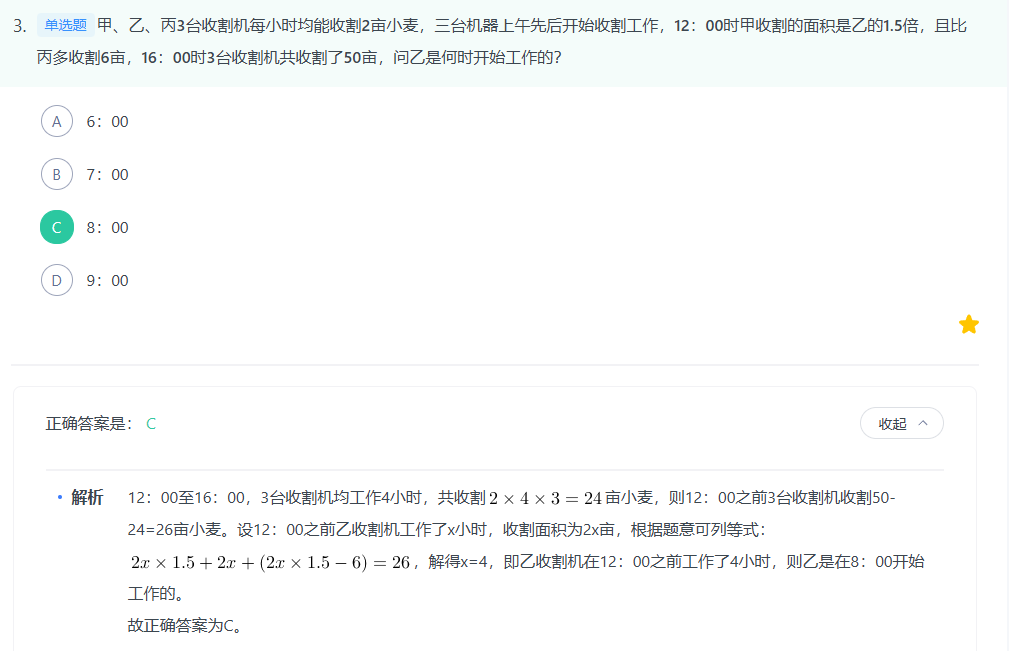 3. 单选题 甲、乙、丙3台收割机每小时均能收割2亩小麦，三台机器上午先后开始收割工作，12：00时甲收割的面积是乙的1.5倍，且比
丙多收割6亩，16：00时3台收割机共收割了50亩，问乙是何时开始工作的?
A 6：00
B 7：00
C 8：00
D 9：00
正确答案是： C
收起
• 解析 12：00至16：00，3台收割机均工作4小时，共收割2 × 4 × 3 = 24亩小麦，则12：00之前3台收割机收割50-
24=26亩小麦。设12：00之前乙收割机工作了x小时，收割面积为2x亩，根据题意可列等式：
2x × 1.5 + 2x + (2x × 1.5 − 6) = 26，解得x=4，即乙收割机在12：00之前工作了4小时，则乙是在8：00开始
工作的。
故正确答案为C。